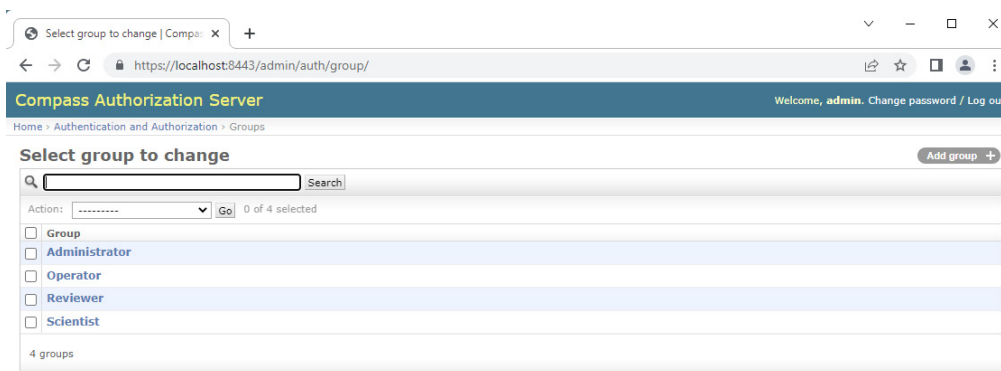 Select group to change | Compa
https://localhost:8443/admin/auth/group/
Compass Authorization Server
Welcome, admin. Change password / Log ou
Home › Authentication and Authorization › Groups
Select group to change
Add group +
Search
Action: --------- Go 0 of 4 selected
Group
Administrator
Operator
Reviewer
Scientist
4 groups